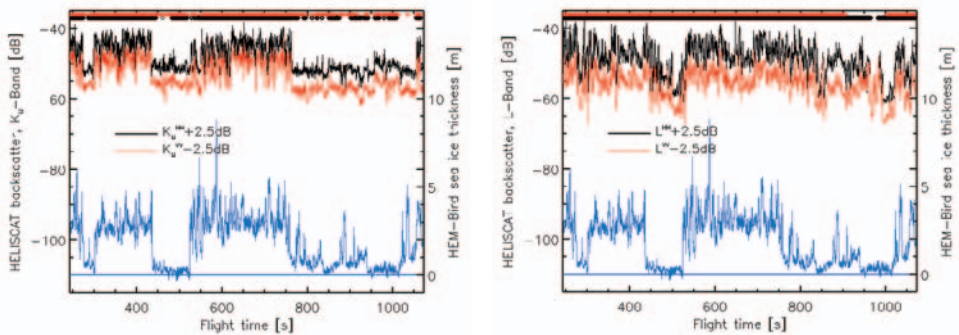 HELISCAT backscatter, Ku-Band [dB]
-40
60
-80
-100
Ku^HH+2.5dB
Ku^VV-2.5dB
400
600
800
1000
Flight time [s]
10
5
0
HEM-Bird sea ice thickness [m]
HELISCAT backscatter, L-Band [dB]
-40
60
-80
-100
L^HH+2.5dB
L^VV-2.5dB
400
600
800
1000
Flight time [s]
10
5
0
HEM-Bird sea ice thickness [m]